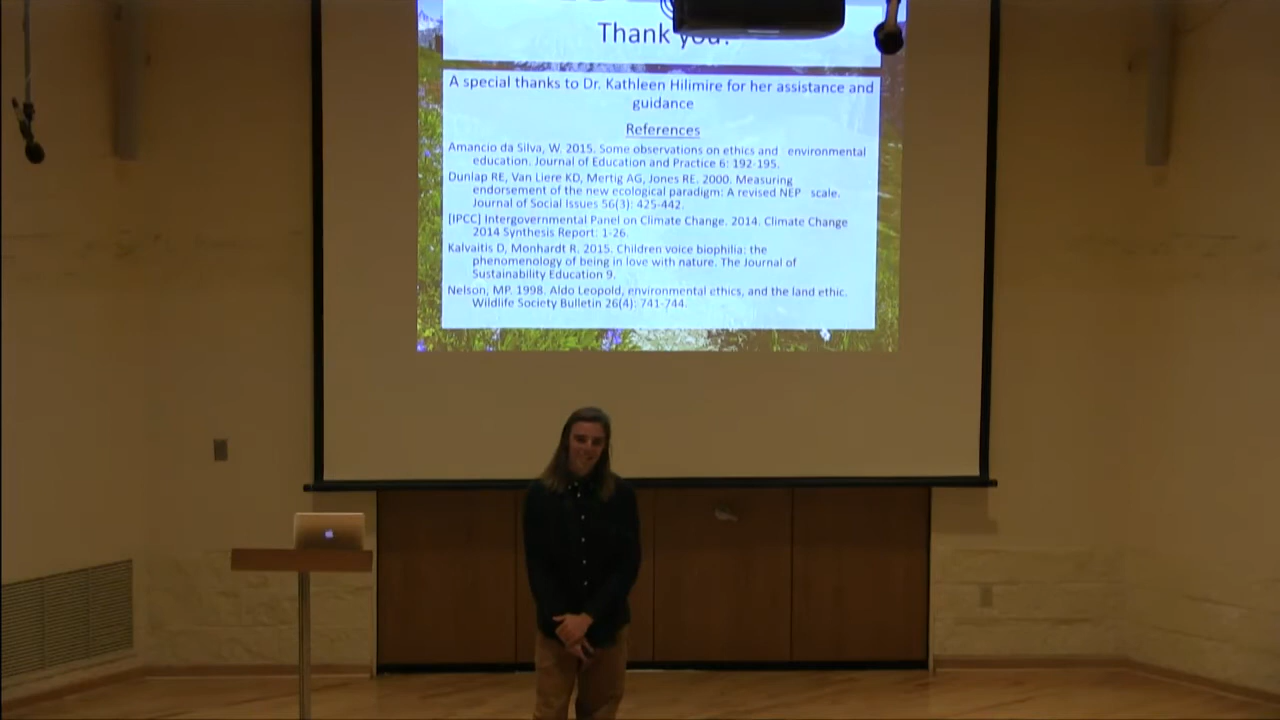 Thank you!
A special thanks to Dr. Kathleen Hilimire for her assistance and
guidance
References
Amancio da Silva, W. 2015. Some observations on ethics and environmental
education. Journal of Education and Practice 6: 192-195.
Dunlap RE, Van Liere KD, Mertig AG, Jones RE. 2000. Measuring
endorsement of the new ecological paradigm: A revised NEP scale.
Journal of Social Issues 56(3): 425-442.
[IPCC] Intergovernmental Panel on Climate Change. 2014. Climate Change
2014 Synthesis Report: 1-26.
Kalvaitis D, Monhardt R. 2015. Children voice biophilia: the
phenomenology of being in love with nature. The Journal of
Sustainability Education 9.
Nelson, MP. 1998. Aldo Leopold, environmental ethics, and the land ethic.
Wildlife Society Bulletin 26(4): 741-744.